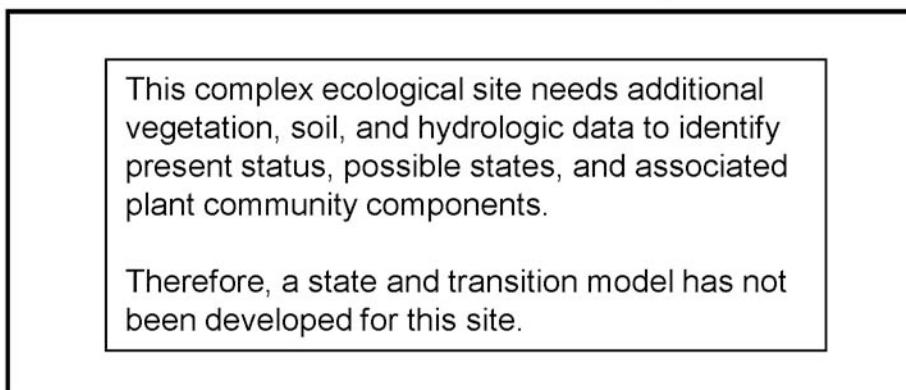 This complex ecological site needs additional
vegetation, soil, and hydrologic data to identify
present status, possible states, and associated
plant community components.
Therefore, a state and transition model has not
been developed for this site.